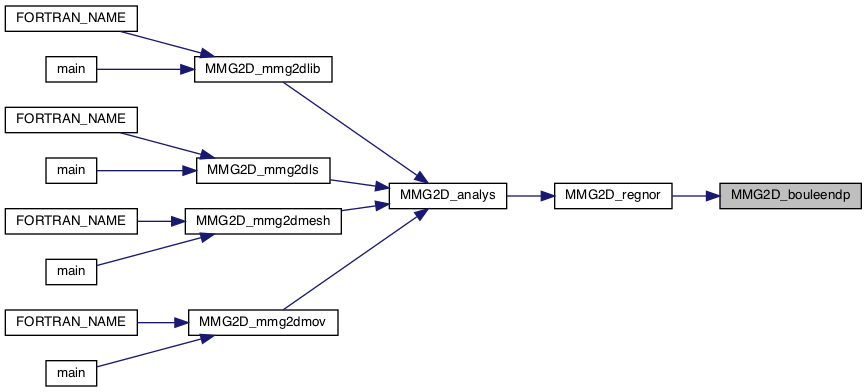 FORTRAN_NAME
MMG2D_mmg2dlib
main
FORTRAN_NAME
MMG2D_mmg2dls
main
MMG2D_analys
MMG2D_regnor
MMG2D_bouleendp
FORTRAN_NAME
MMG2D_mmg2dmesh
main
FORTRAN_NAME
MMG2D_mmg2dmov
main